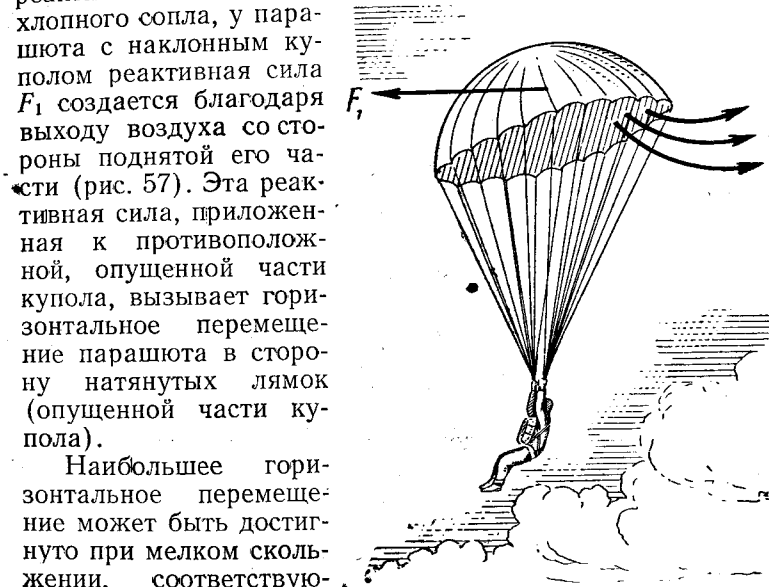 хлопного сопла, у пара-
шюта с наклонным ку-
полом реактивная сила
F₁ создается благодаря
выходу воздуха со сто-
роны поднятой его ча-
сти (рис. 57). Эта реак-
тивная сила, приложен-
ная к противополож-
ной, опущенной части
купола, вызывает гори-
зонтальное перемеще-
ние парашюта в сторо-
ну натянутых лямок
(опущенной части ку-
пола).
Наибольшее гори-
зонтальное перемеще-
ние может быть достиг-
нуто при мелком сколь-
жении, соответствую-
F₁